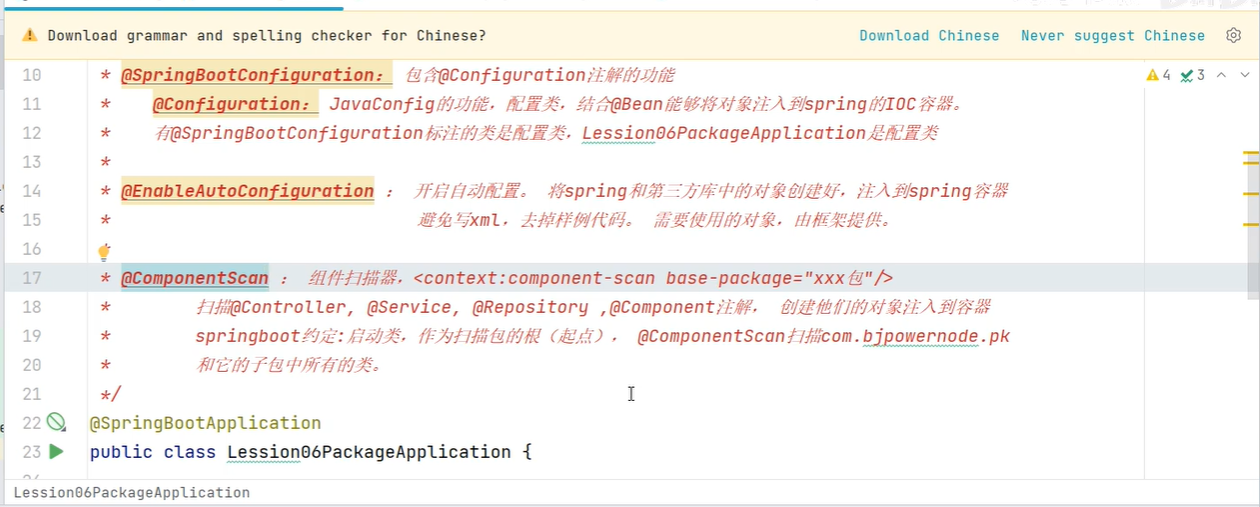 Download grammar and spelling checker for Chinese? Download Chinese Never suggest Chinese
10 * @SpringBootConfiguration： 包含@Configuration注解的功能 4 3
11 * @Configuration： JavaConfig的功能，配置类，结合@Bean能够将对象注入到spring的IOC容器。
12 * 有@SpringBootConfiguration标注的类是配置类，Lession06PackageApplication是配置类
13 *
14 * @EnableAutoConfiguration ： 开启自动配置。 将spring和第三方库中的对象创建好，注入到spring容器
15 * 避免写xml，去掉样例代码。 需要使用的对象，由框架提供。
16 *
17 * @ComponentScan ： 组件扫描器，<context:component-scan base-package="xxx包"/>
18 * 扫描@Controller, @Service, @Repository ,@Component注解， 创建他们的对象注入到容器
19 * springboot约定:启动类，作为扫描包的根（起点）， @ComponentScan扫描com.bjpowernode.pk
20 * 和它的子包中所有的类。
21 */
22 @SpringBootApplication
23 public class Lession06PackageApplication {
Lession06PackageApplication